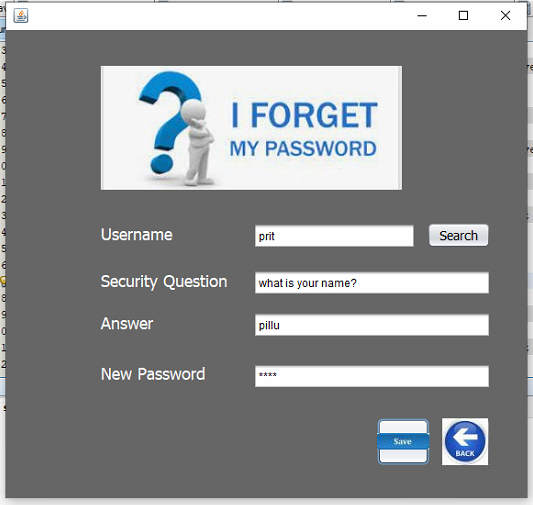 I FORGET
MY PASSWORD
Username
prit
Search
Security Question
what is your name?
Answer
pillu
New Password
****
Save
BACK